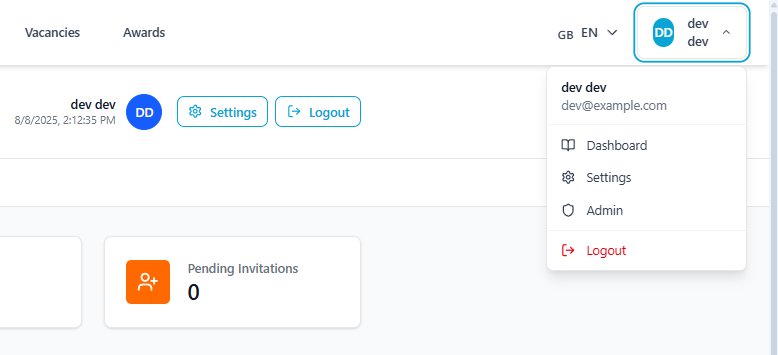 Vacancies
Awards
GB EN
DD
dev
dev
dev dev
dev@example.com
Dashboard
Settings
Admin
Logout
dev dev
8/8/2025, 2:12:35 PM
DD
Settings
Logout
Pending Invitations
0